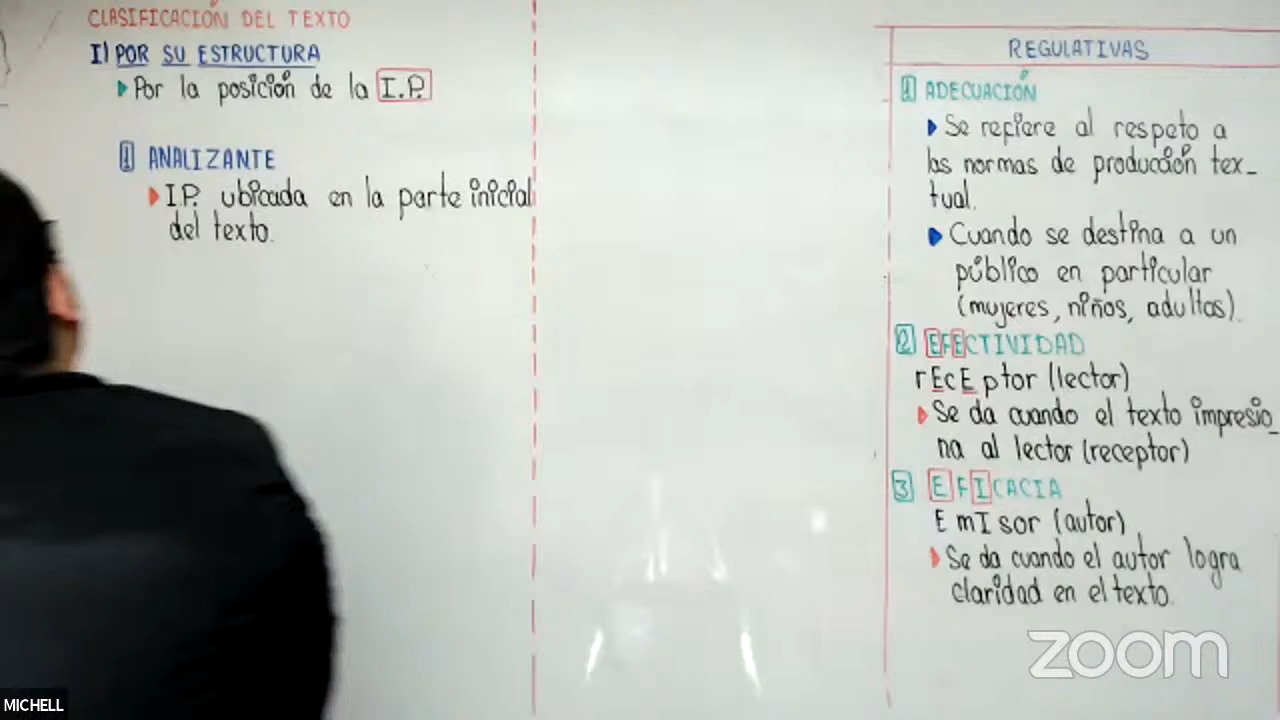 CLASIFICACIÓN DEL TEXTO
I) POR SU ESTRUCTURA
Por la posición de la I.P.
1 ANALIZANTE
I.P. ubicada en la parte inicial
del texto.
REGULATIVAS
1 ADECUACIÓN
Se refiere al respeto a
las normas de producción tex-
tual.
Cuando se destina a un
público en particular
(mujeres, niños, adultos).
2 EFECTIVIDAD
rEcEptor (lector)
Se da cuando el texto impresio-
na al lector (receptor)
3 EFICACIA
EmIsor (autor)
Se da cuando el autor logra
claridad en el texto.
zoom
MICHELL